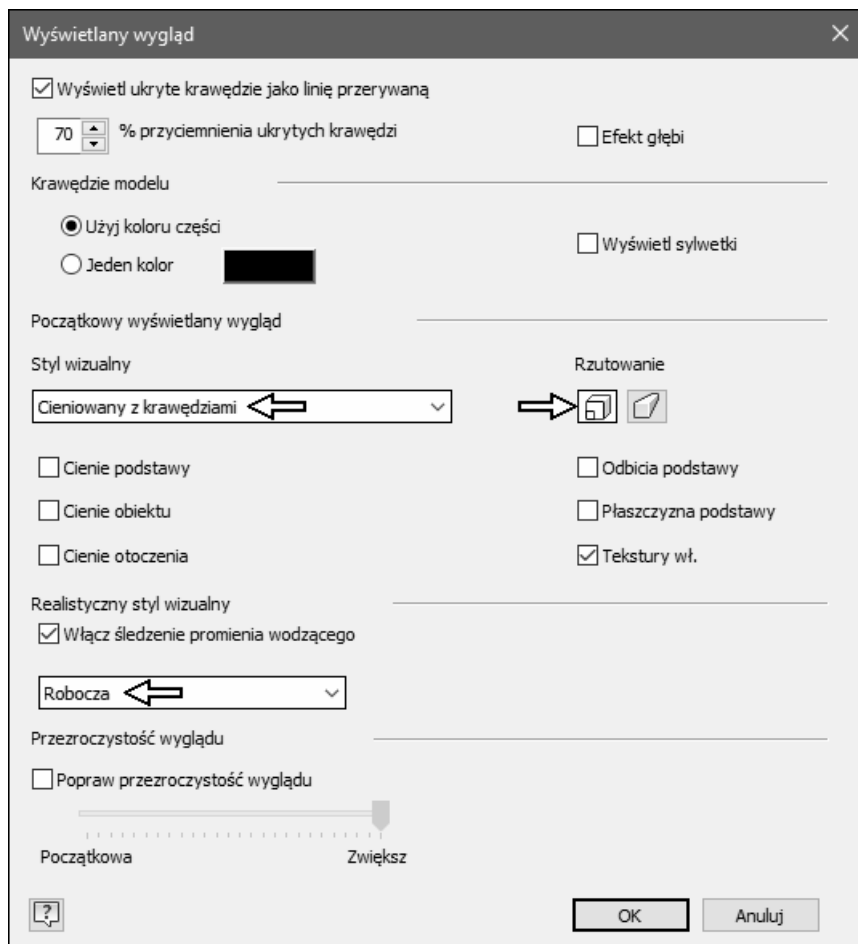 Wyświetlany wygląd
Wyświetl ukryte krawędzie jako linię przerywaną
70 % przyciemnienia ukrytych krawędzi
Efekt głębi
Krawędzie modelu
Użyj koloru części
Wyświetl sylwetki
Jeden kolor
Początkowy wyświetlany wygląd
Styl wizualny
Rzutowanie
Cieniowany z krawędziami
Cienie podstawy
Odbicia podstawy
Cienie obiektu
Płaszczyzna podstawy
Cienie otoczenia
Tekstury wł.
Realistyczny styl wizualny
Włącz śledzenie promienia wodzącego
Robocza
Przezroczystość wyglądu
Popraw przezroczystość wyglądu
Początkowa
Zwiększ
?
OK
Anuluj